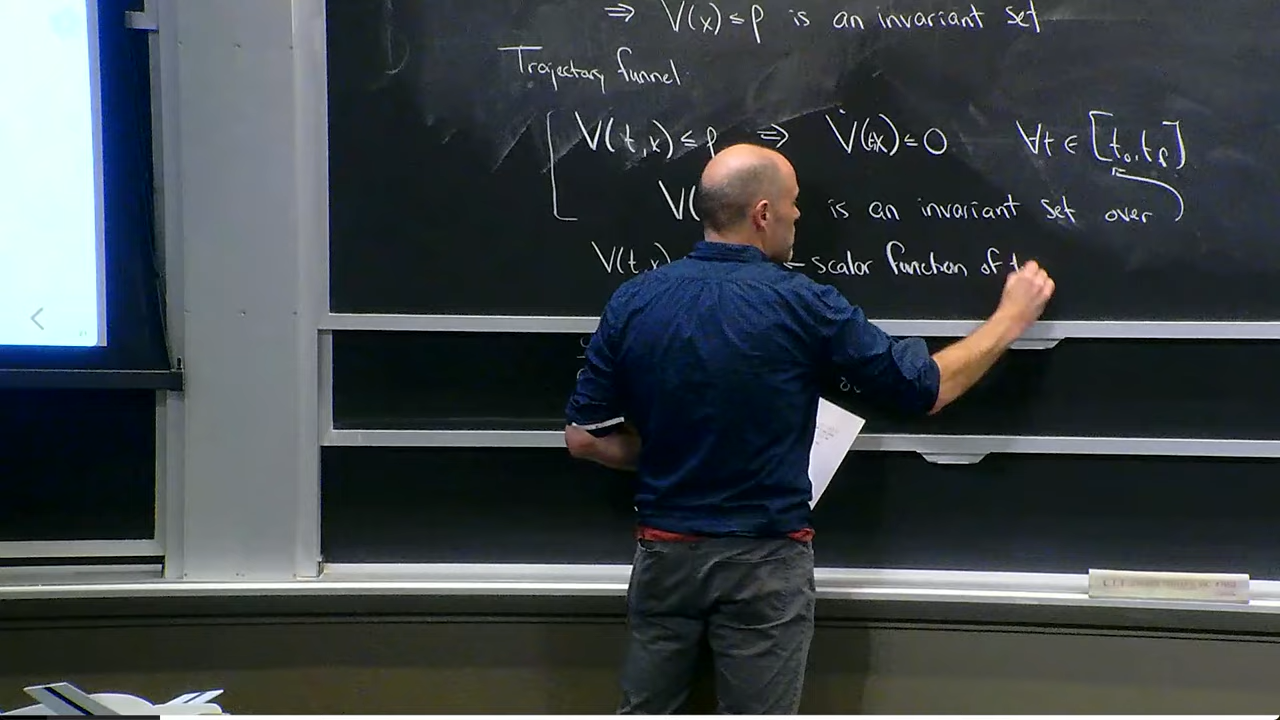 ⇒ V(x) ≤ ρ is an invariant set
Trajectory funnel
V(t,x) ≤ ρ ⇒ V̇(t,x) ≤ 0 ∀t ∈ [t₀,t_f]
V( is an invariant set over
V(t,x) ← scalar function of t